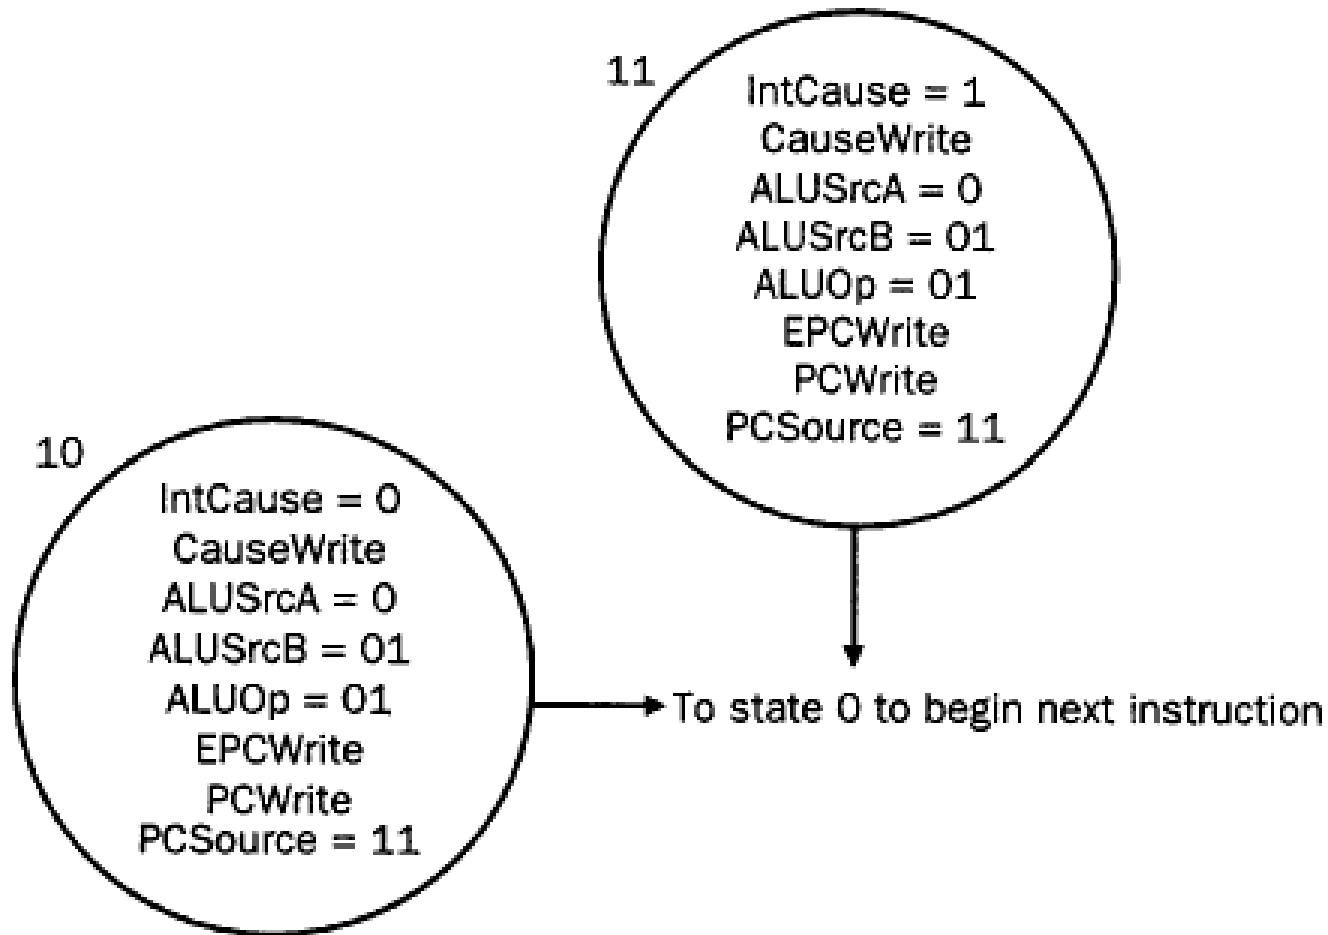 11
IntCause = 1
CauseWrite
ALUSrcA = 0
ALUSrcB = 01
ALUOp = 01
EPCWrite
PCWrite
PCSource = 11
10
IntCause = 0
CauseWrite
ALUSrcA = 0
ALUSrcB = 01
ALUOp = 01
EPCWrite
PCWrite
PCSource = 11
To state 0 to begin next instruction